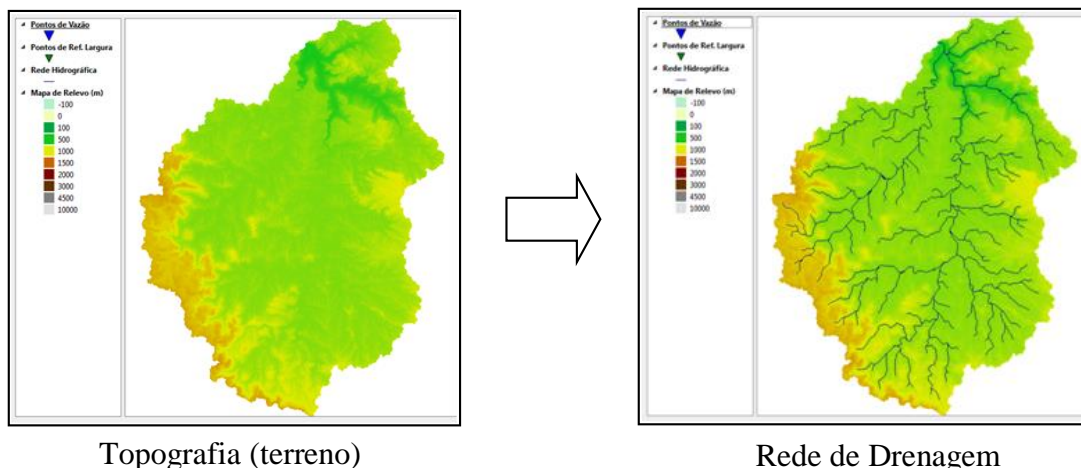 Pontos de Vazão
Pontos de Ref. Largura
Rede Hidrográfica
Mapa de Relevo (m)
-100
0
100
500
1000
1500
2000
3000
4500
10000
Topografia (terreno)
Pontos de Vazão
Pontos de Ref. Largura
Rede Hidrográfica
Mapa de Relevo (m)
-100
0
100
500
1000
1500
2000
3000
4500
10000
Rede de Drenagem